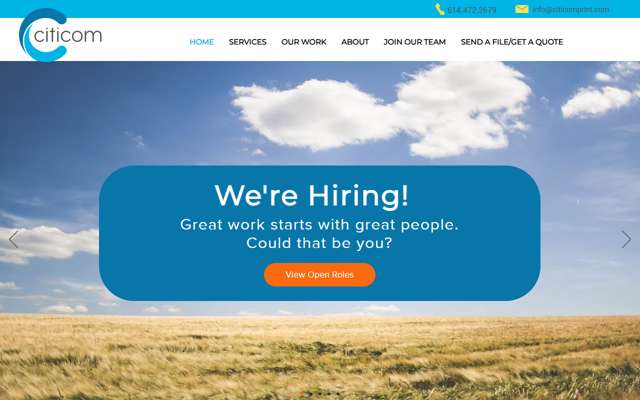 614.472.2679
info@citicomprint.com
citicom
HOME SERVICES OUR WORK ABOUT JOIN OUR TEAM SEND A FILE/GET A QUOTE
We're Hiring!
Great work starts with great people.
Could that be you?
View Open Roles